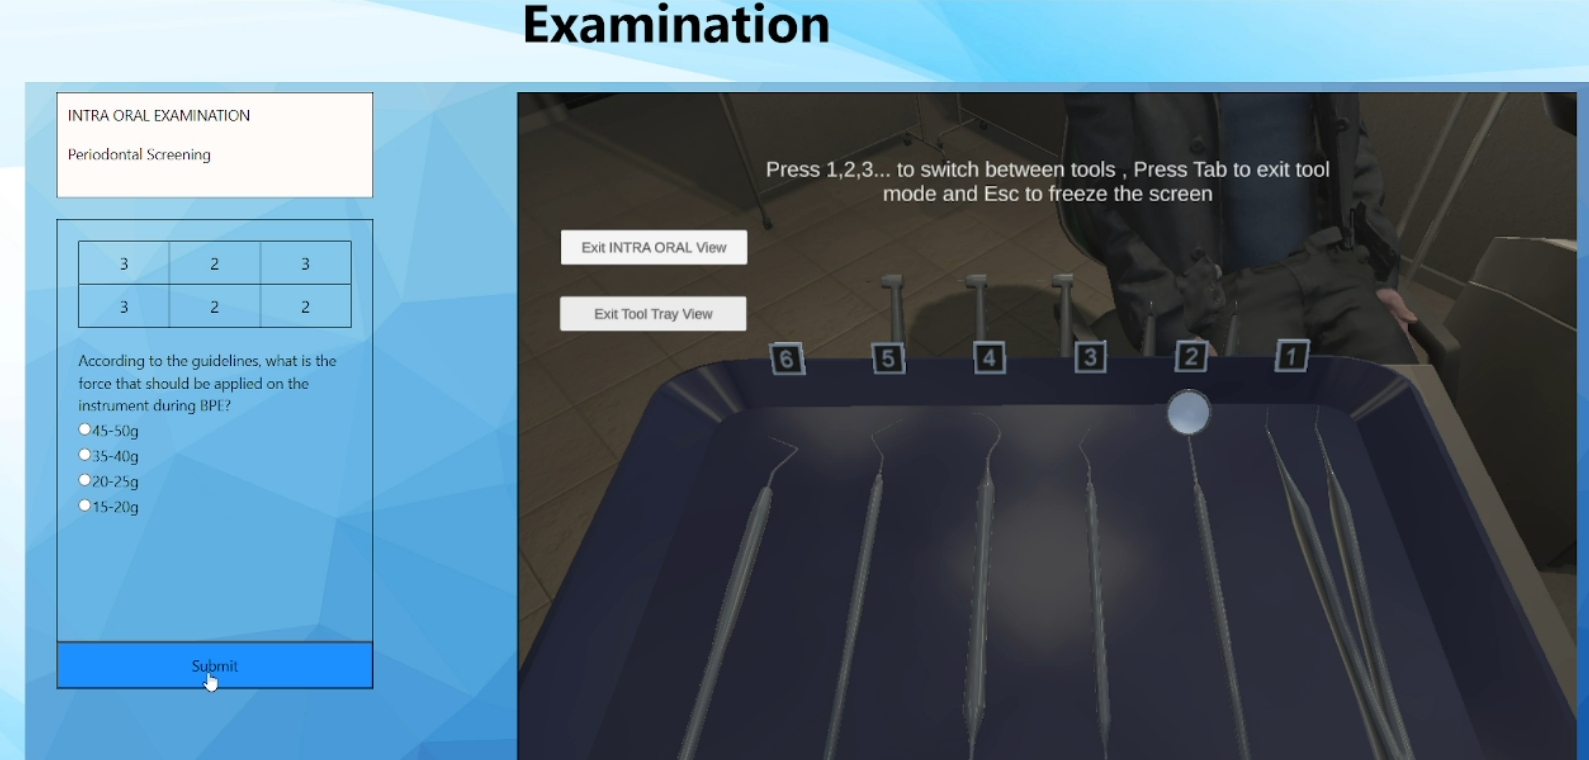 Examination
INTRA ORAL EXAMINATION
Periodontal Screening
3 2 3
3 2 2
According to the guidelines, what is the
force that should be applied on the
instrument during BPE?
45-50g
35-40g
20-25g
15-20g
Submit
Press 1,2,3... to switch between tools , Press Tab to exit tool
mode and Esc to freeze the screen
Exit INTRA ORAL View
Exit Tool Tray View
6 5 4 3 2 1